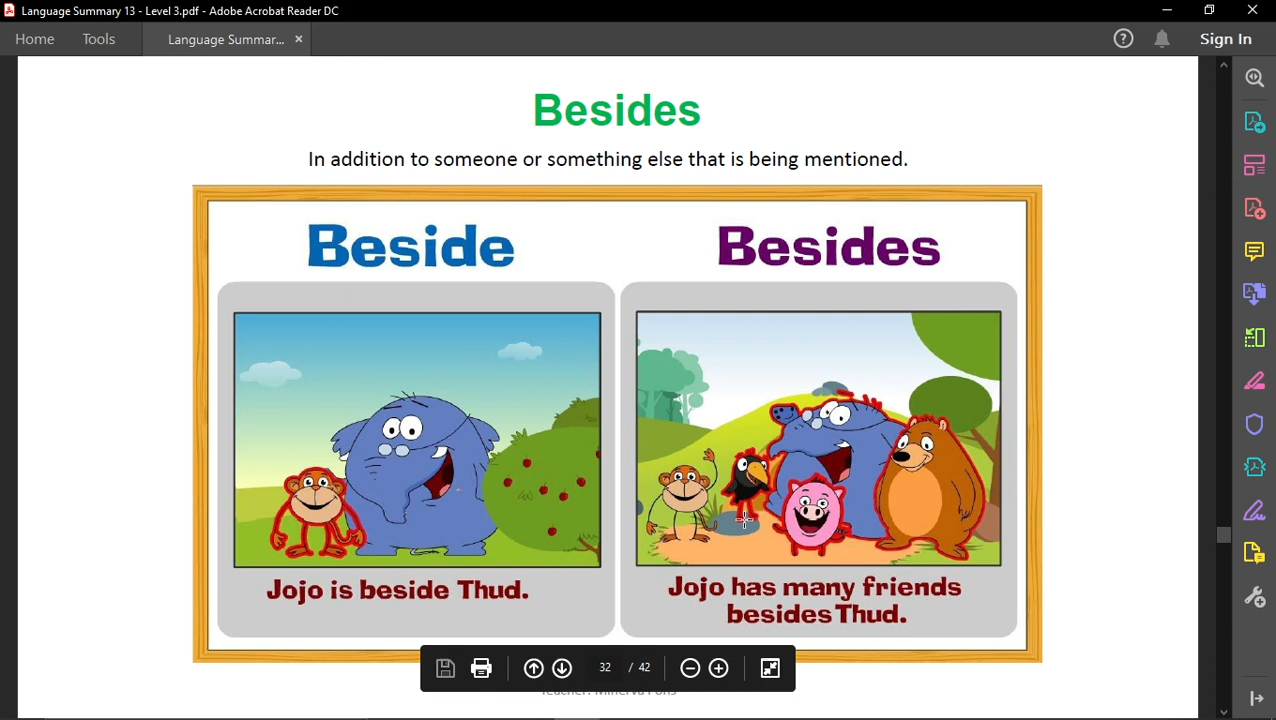 Language Summary 13 - Level 3.pdf - Adobe Acrobat Reader DC
Home Tools Language Summar... × Sign In
Besides
In addition to someone or something else that is being mentioned.
Beside
Besides
Jojo is beside Thud.
Jojo has many friends
besides Thud.
32 / 42